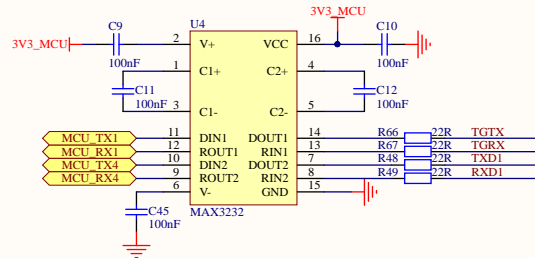 3V3_MCU
C9
100nF
U4
3V3_MCU
C10
100nF
2 V+ VCC 16
1 C1+ C2+ 4
C11
100nF
C12
100nF
3 C1- C2- 5
MCU_TX1 11 DIN1 DOUT1 14 R66 22R TGTX
MCU_RX1 12 ROUT1 RIN1 13 R67 22R TGRX
MCU_TX4 10 DIN2 DOUT2 7 R48 22R TXD1
MCU_RX4 9 ROUT2 RIN2 8 R49 22R RXD1
6 V- GND 15
C45
100nF
MAX3232